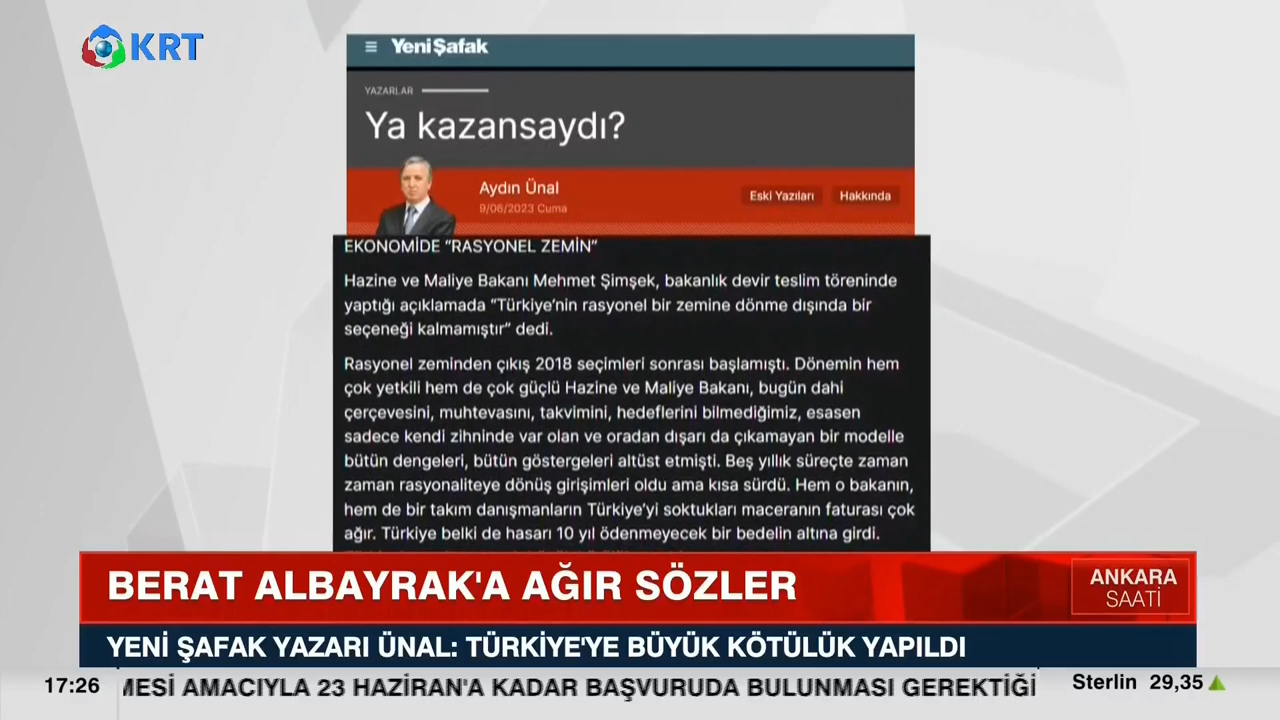 KRT
YeniŞafak
YAZARLAR
Ya kazansaydı?
Aydın Ünal
9/06/2023 Cuma
Eski Yazıları
Hakkında
EKONOMİDE “RASYONEL ZEMİN”
Hazine ve Maliye Bakanı Mehmet Şimşek, bakanlık devir teslim töreninde
yaptığı açıklamada “Türkiye’nin rasyonel bir zemine dönme dışında bir
seçeneği kalmamıştır” dedi.
Rasyonel zeminden çıkış 2018 seçimleri sonrası başlamıştı. Dönemin hem
çok yetkili hem de çok güçlü Hazine ve Maliye Bakanı, bugün dahi
çerçevesini, muhtevasını, takvimini, hedeflerini bilmediğimiz, esasen
sadece kendi zihninde var olan ve oradan dışarı da çıkamayan bir modelle
bütün dengeleri, bütün göstergeleri altüst etmişti. Beş yıllık süreçte zaman
zaman rasyonaliteye dönüş girişimleri oldu ama kısa sürdü. Hem o bakanın,
hem de bir takım danışmanların Türkiye’yi soktukları maceranın faturası çok
ağır. Türkiye belki de hasarı 10 yıl ödenmeyecek bir bedelin altına girdi.
BERAT ALBAYRAK'A AĞIR SÖZLER
ANKARA
SAATİ
YENİ ŞAFAK YAZARI ÜNAL: TÜRKİYE'YE BÜYÜK KÖTÜLÜK YAPILDI
17:26
MESİ AMACIYLA 23 HAZİRAN'A KADAR BAŞVURUDA BULUNMASI GEREKTİĞİ
Sterlin 29,35